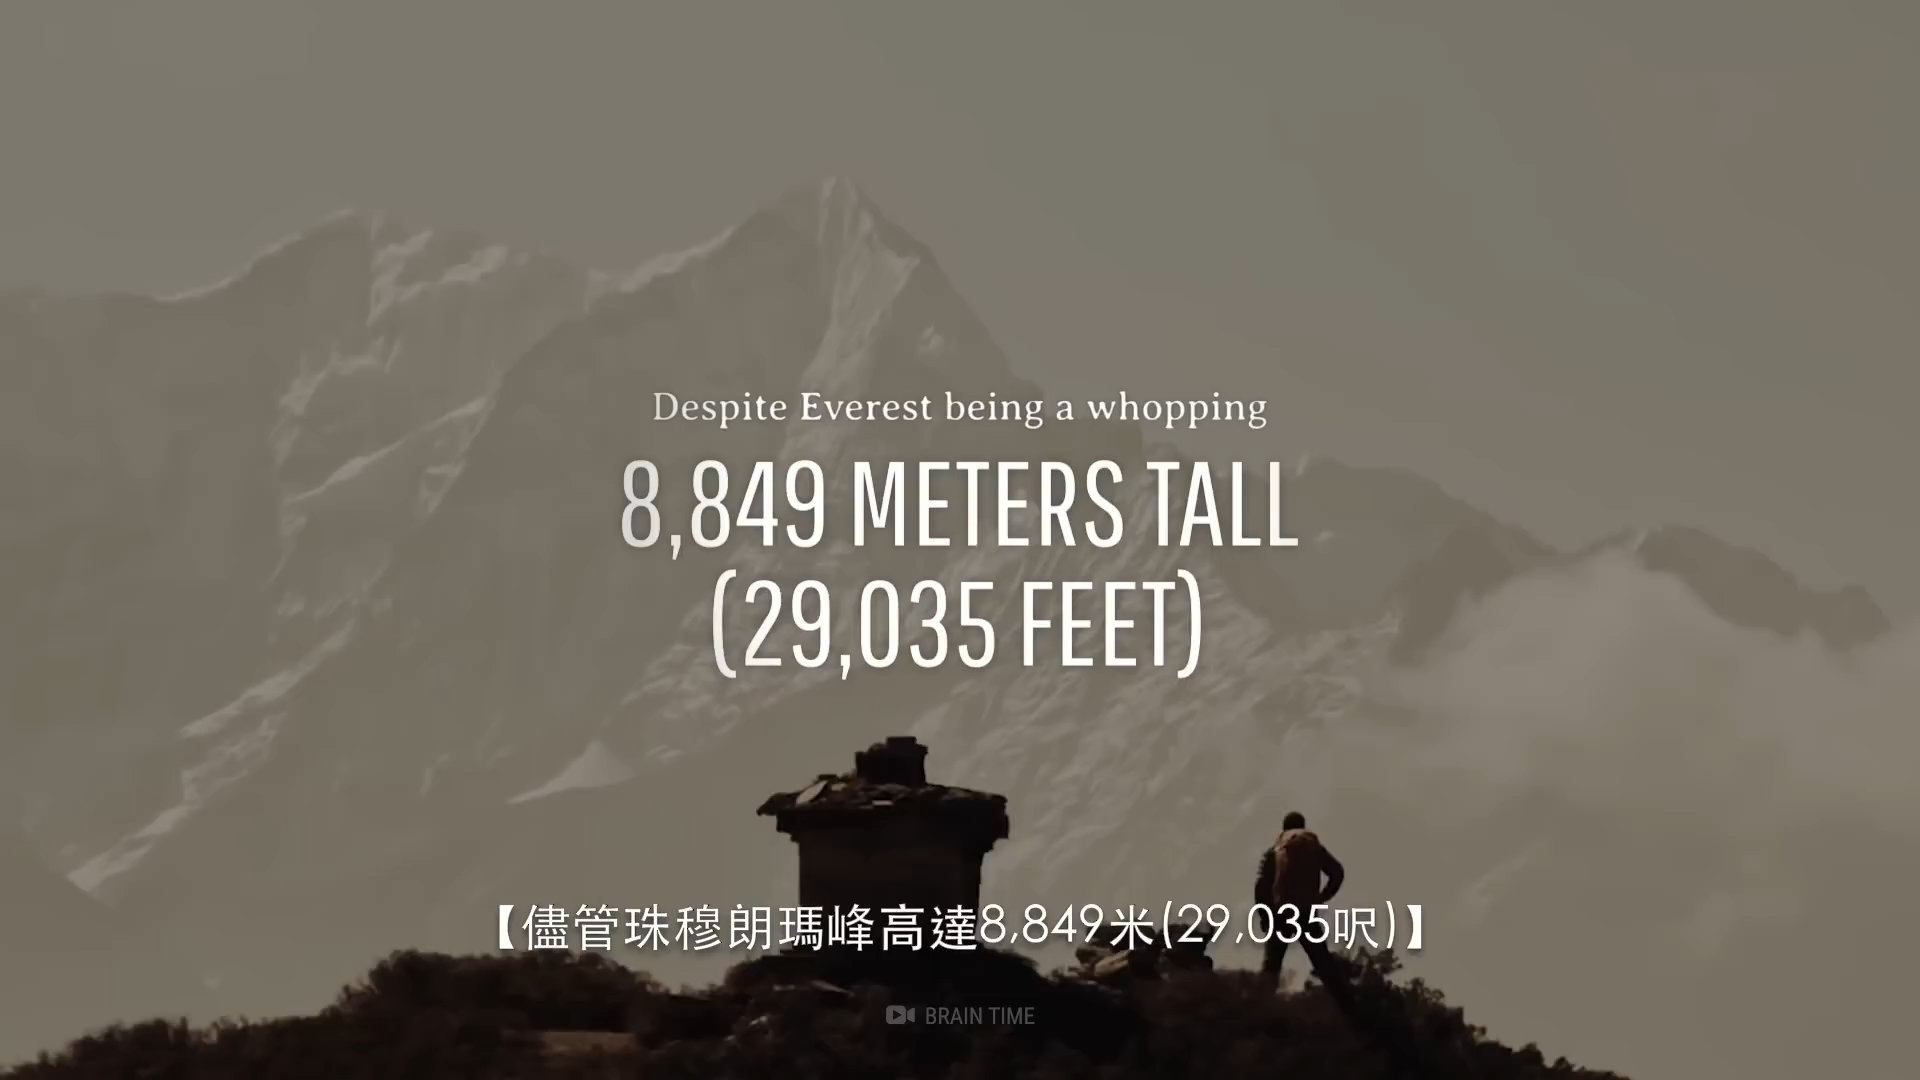 Despite Everest being a whopping
8,849 METERS TALL
(29,035 FEET)
【儘管珠穆朗瑪峰高達8,849米(29,035呎)】
BRAIN TIME